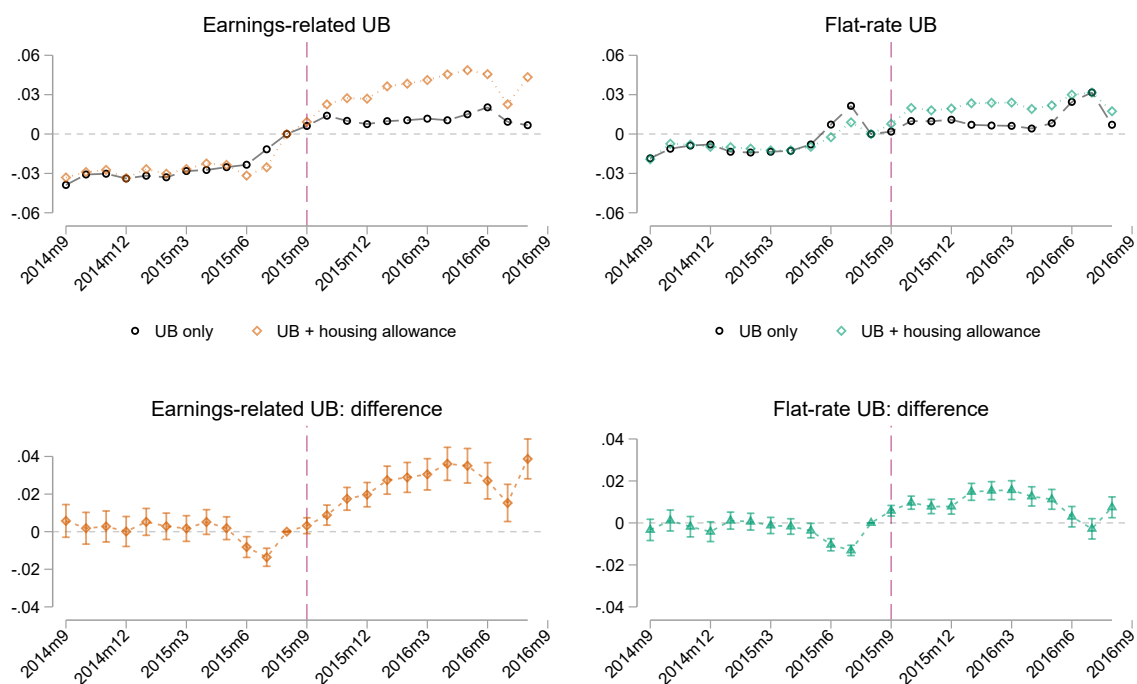 Earnings-related UB
.06
.03
0
-.03
-.06
2014m9
2014m12
2015m3
2015m6
2015m9
2015m12
2016m3
2016m6
2016m9
UB only
UB + housing allowance
Flat-rate UB
.06
.03
0
-.03
-.06
2014m9
2014m12
2015m3
2015m6
2015m9
2015m12
2016m3
2016m6
2016m9
UB only
UB + housing allowance
Earnings-related UB: difference
.04
.02
0
-.02
-.04
2014m9
2014m12
2015m3
2015m6
2015m9
2015m12
2016m3
2016m6
2016m9
Flat-rate UB: difference
.04
.02
0
-.02
-.04
2014m9
2014m12
2015m3
2015m6
2015m9
2015m12
2016m3
2016m6
2016m9